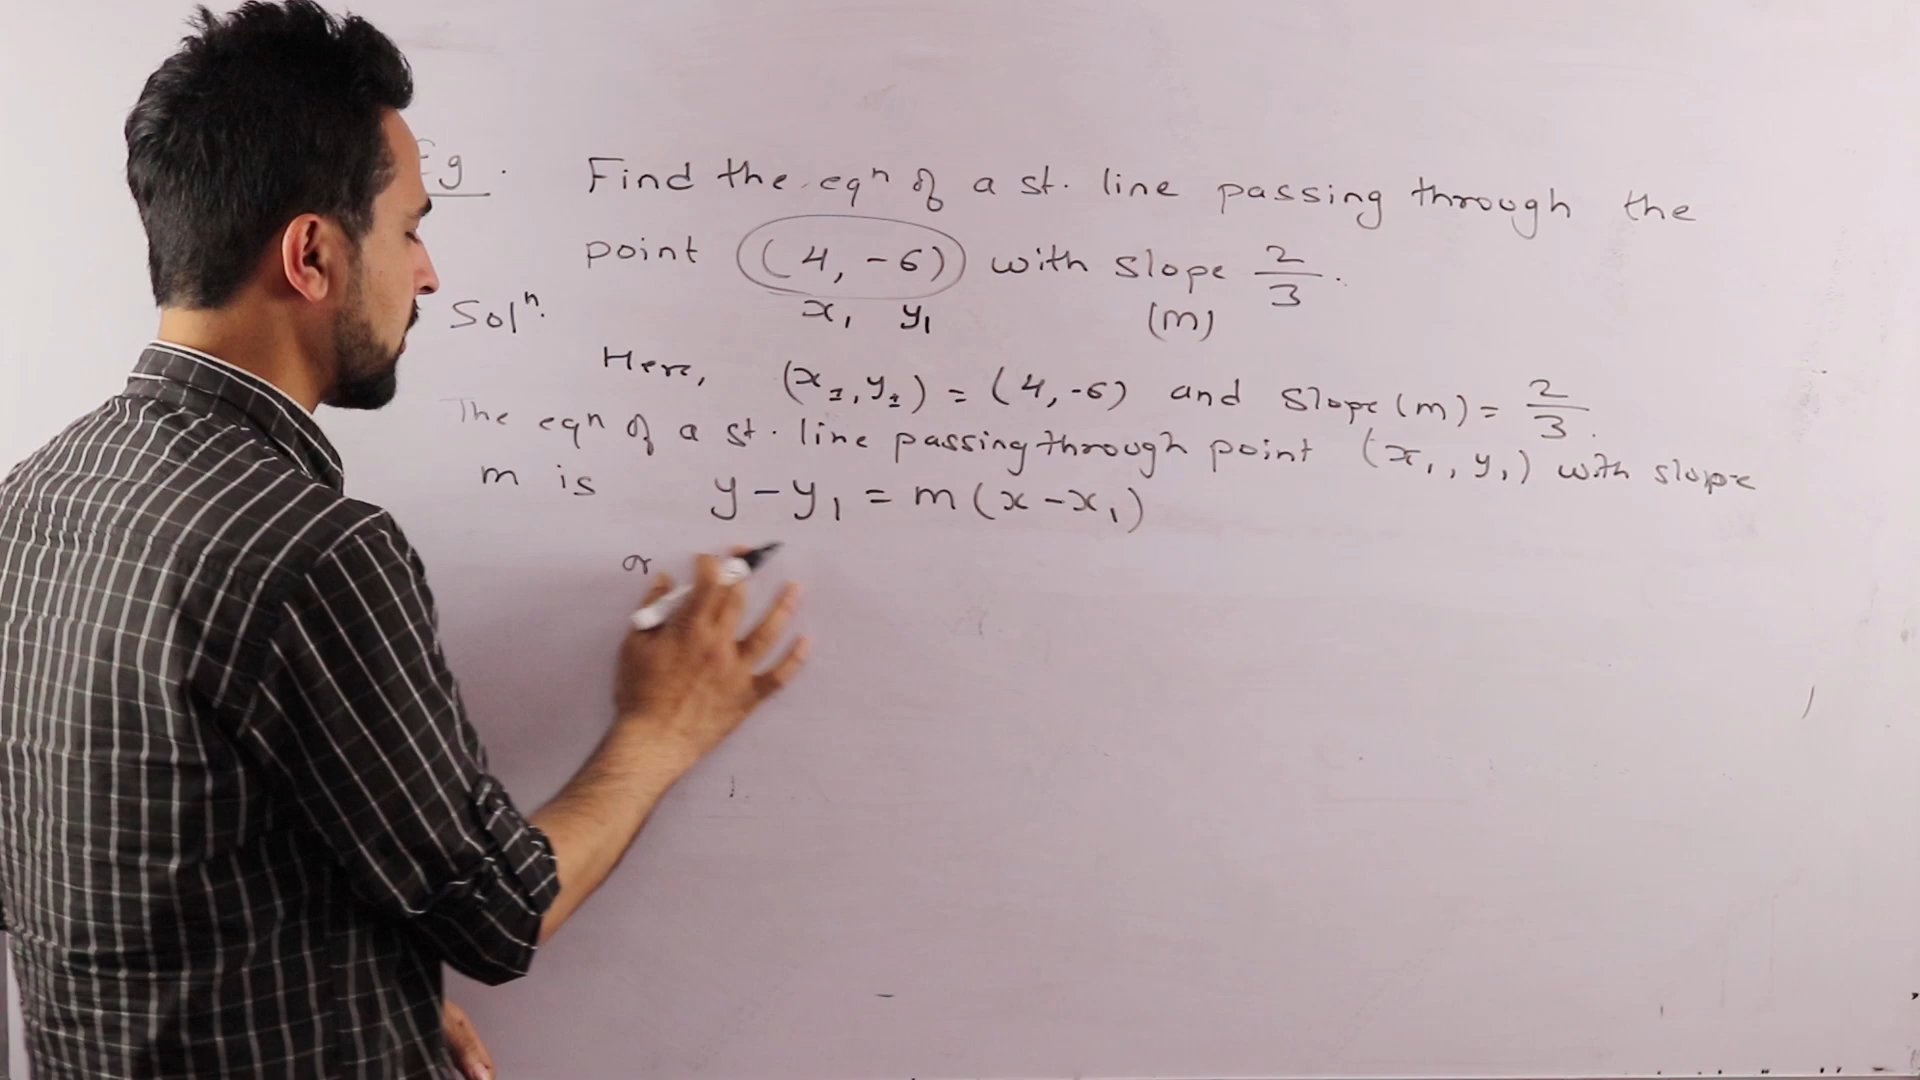 Eg. Find the eqⁿ of a st. line passing through the
point (4, -6) with slope 2/3.
x₁ y₁ (m)
Solⁿ.
Here, (x₁, y₁) = (4, -6) and slope (m) = 2/3.
The eqⁿ of a st. line passing through point (x₁, y₁) with slope
m is y - y₁ = m (x - x₁)
or